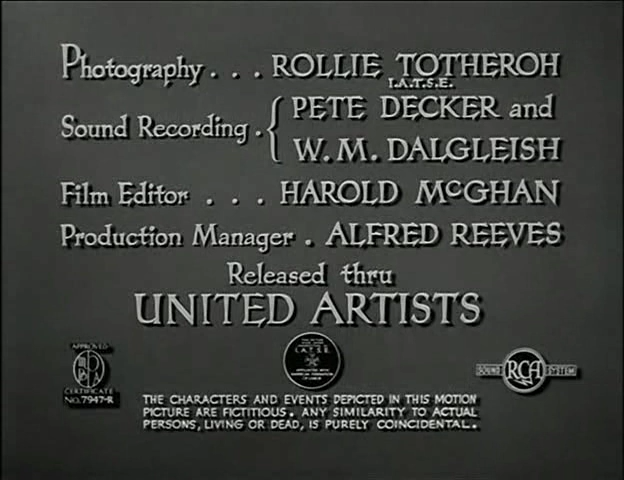 Photography . . . ROLLIE TOTHEROH
I.A.T.S.E.
Sound Recording . { PETE DECKER and
W. M. DALGLEISH
Film Editor . . . HAROLD McGHAN
Production Manager . ALFRED REEVES
Released thru
UNITED ARTISTS
APPROVED
CERTIFICATE
No. 7947-R
I.A.T.S.E.
SOUND RCA SYSTEM
THE CHARACTERS AND EVENTS DEPICTED IN THIS MOTION
PICTURE ARE FICTITIOUS. ANY SIMILARITY TO ACTUAL
PERSONS, LIVING OR DEAD, IS PURELY COINCIDENTAL.